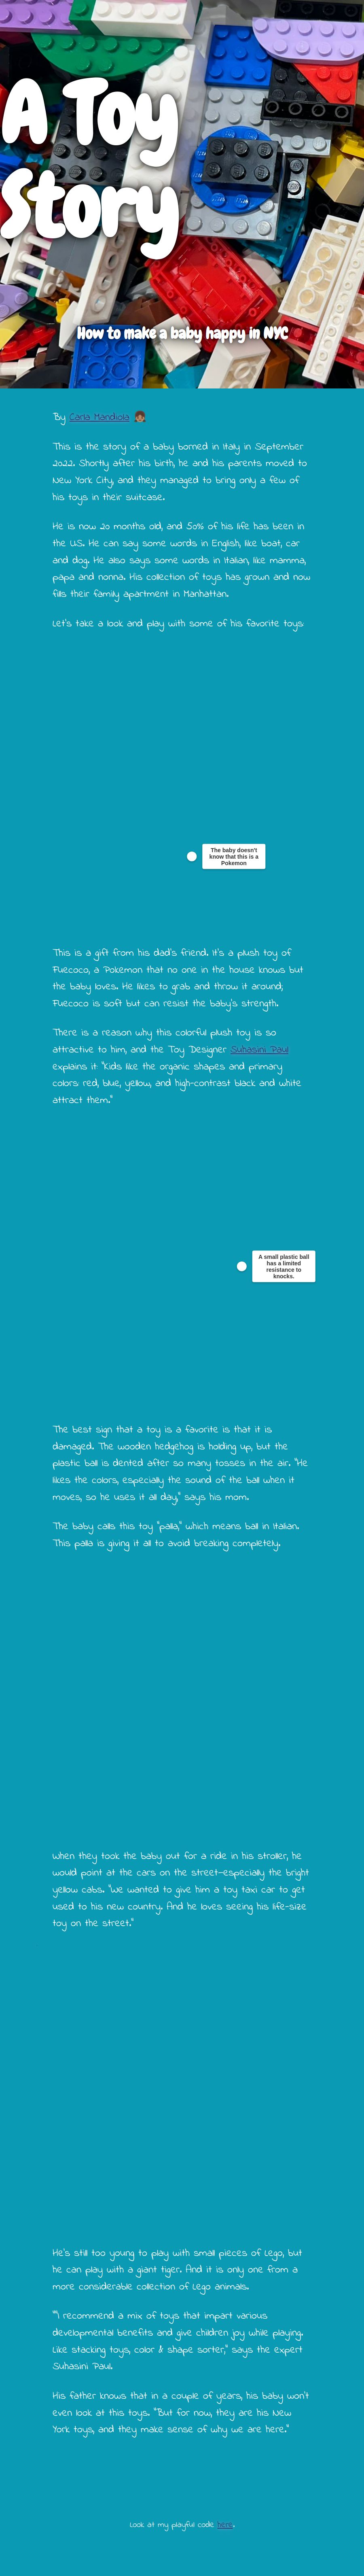 A Toy
Story
How to make a baby happy in NYC
By Carla Mandiola 👧🏽
This is the story of a baby borned in Italy in September
2022. Shortly after his birth, he and his parents moved to
New York City, and they managed to bring only a few of
his toys in their suitcase.
He is now 20 months old, and 50% of his life has been in
the U.S. He can say some words in English, like boat, car
and dog. He also says some words in Italian, like mamma,
papa and nonna. His collection of toys has grown and now
fills their family apartment in Manhattan.
Let's take a look and play with some of his favorite toys
The baby doesn't
know that this is a
Pokemon
This is a gift from his dad's friend. It's a plush toy of
Fuecoco, a Pokemon that no one in the house knows but
the baby loves. He likes to grab and throw it around;
Fuecoco is soft but can resist the baby's strength.
There is a reason why this colorful plush toy is so
attractive to him, and the Toy Designer Suhasini Paul
explains it "Kids like the organic shapes and primary
colors: red, blue, yellow, and high-contrast black and white
attract them."
A small plastic ball
has a limited
resistance to
knocks.
The best sign that a toy is a favorite is that it is
damaged. The wooden hedgehog is holding up, but the
plastic ball is dented after so many tosses in the air. "He
likes the colors, especially the sound of the ball when it
moves, so he uses it all day," says his mom.
The baby calls this toy "palla," which means ball in Italian.
This palla is giving it all to avoid breaking completely.
When they took the baby out for a ride in his stroller, he
would point at the cars on the street—especially the bright
yellow cabs. "We wanted to give him a toy taxi car to get
used to his new country. And he loves seeing his life-size
toy on the street."
He's still too young to play with small pieces of Lego, but
he can play with a giant tiger. And it is only one from a
more considerable collection of Lego animals.
"I recommend a mix of toys that impart various
developmental benefits and give children joy while playing.
Like stacking toys, color & shape sorter," says the expert
Suhasini Paul.
His father knows that in a couple of years, his baby won't
even look at this toys. "But for now, they are his New
York toys, and they make sense of why we are here."
Look at my playful code here.